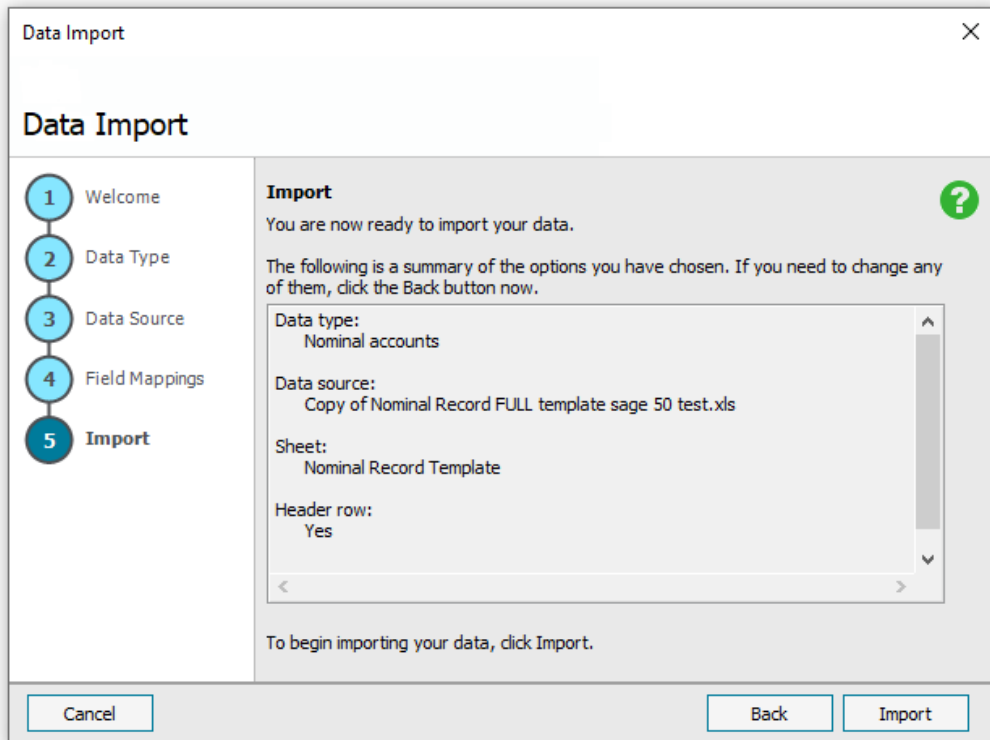 Data Import
Data Import
1 Welcome
2 Data Type
3 Data Source
4 Field Mappings
5 Import
Import
?
You are now ready to import your data.
The following is a summary of the options you have chosen. If you need to change any
of them, click the Back button now.
Data type:
Nominal accounts
Data source:
Copy of Nominal Record FULL template sage 50 test.xls
Sheet:
Nominal Record Template
Header row:
Yes
To begin importing your data, click Import.
Cancel
Back
Import